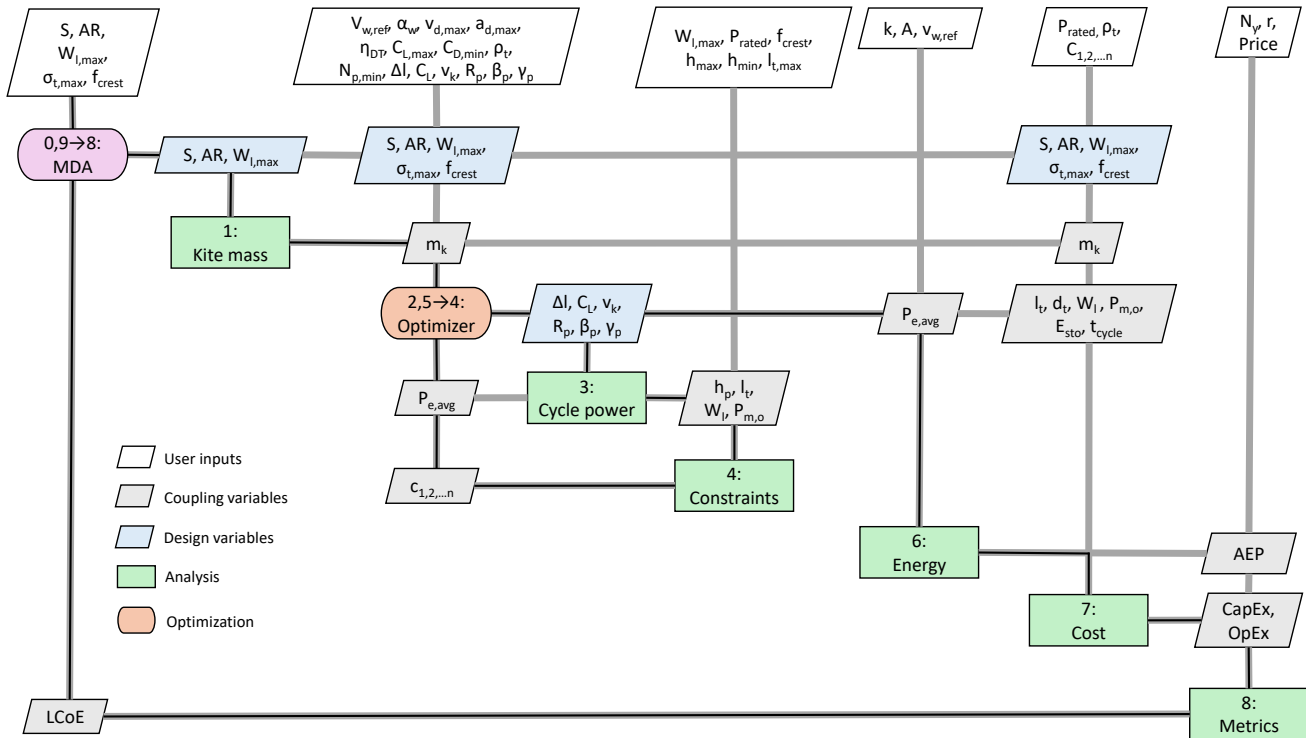 S, AR,
W_l,max,
σ_t,max, f_crest
V_w,ref, α_w, v_d,max, a_d,max,
η_DT, C_L,max, C_D,min, ρ_t,
N_p,min, Δl, C_L, v_k, R_p, β_p, γ_p
W_l,max, P_rated, f_crest,
h_max, h_min, l_t,max
k, A, v_w,ref
P_rated, ρ_t,
C_1,2,...n
N_y, r,
Price
0,9→8:
MDA
S, AR, W_l,max
S, AR, W_l,max,
σ_t,max, f_crest
S, AR, W_l,max,
σ_t,max, f_crest
1:
Kite mass
m_k
m_k
2,5→4:
Optimizer
Δl, C_L, v_k,
R_p, β_p, γ_p
P_e,avg
l_t, d_t, W_l, P_m,o,
E_sto, t_cycle
P_e,avg
3:
Cycle power
h_p, l_t,
W_l, P_m,o
c_1,2,...n
4:
Constraints
User inputs
Coupling variables
Design variables
Analysis
Optimization
6:
Energy
AEP
7:
Cost
CapEx,
OpEx
LCoE
8:
Metrics